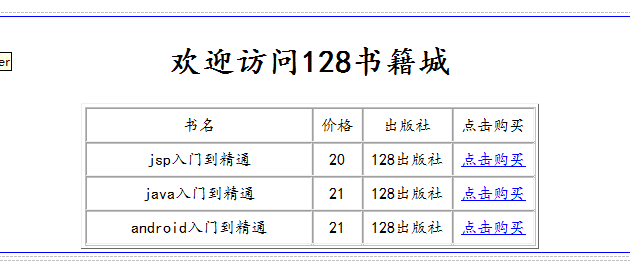 er
欢迎访问128书籍城
书名 价格 出版社 点击购买
jsp入门到精通 20 128出版社 点击购买
java入门到精通 21 128出版社 点击购买
android入门到精通 21 128出版社 点击购买